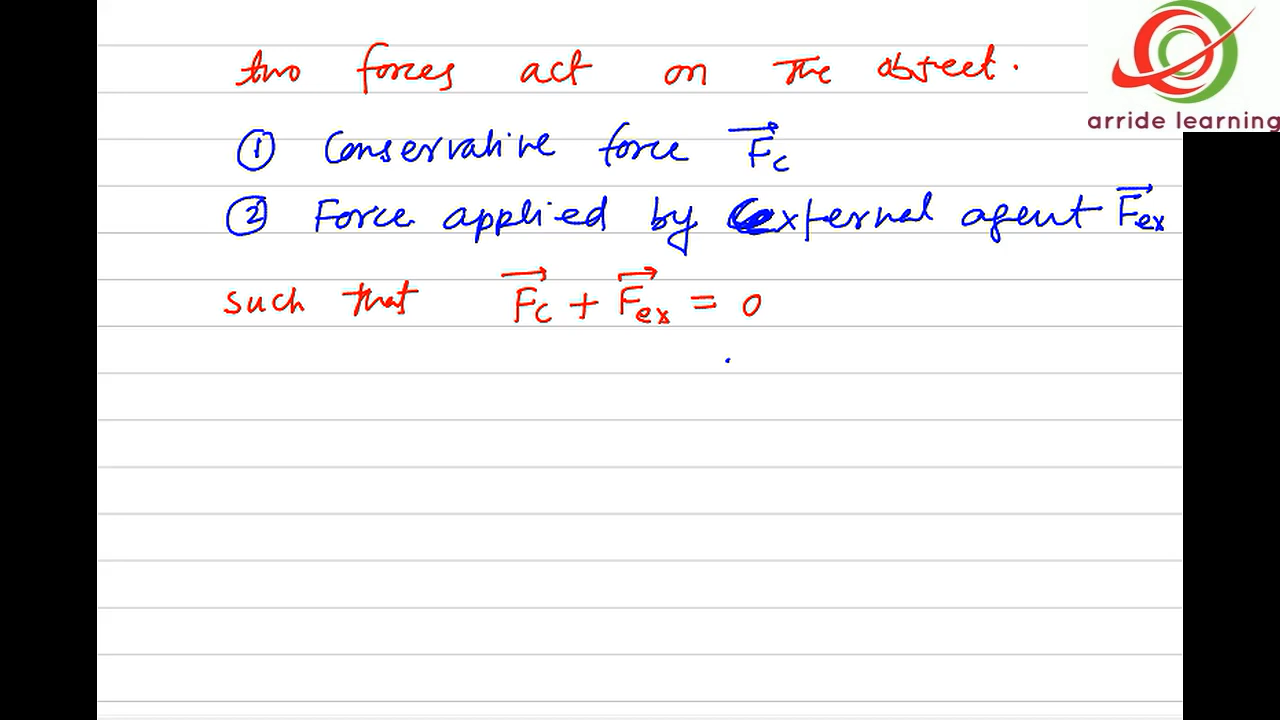 two forces act on the object.
arride learning
① Conservative force F⃗c
② Force applied by external agent F⃗ex
such that F⃗c + F⃗ex = 0